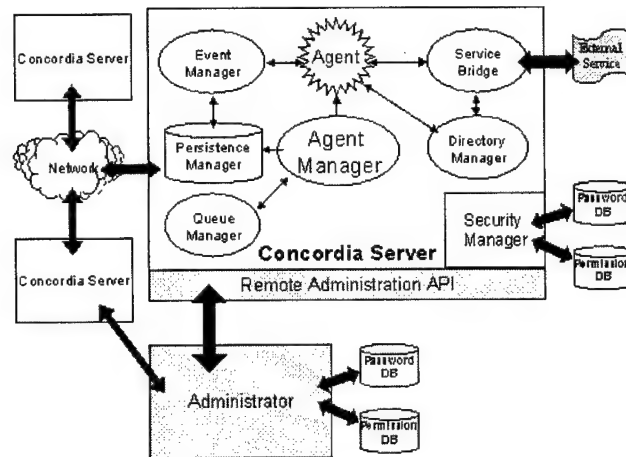 Concordia Server
Event
Manager
Agent
Service
Bridge
External
Service
Network
Persistence
Manager
Agent
Manager
Directory
Manager
Queue
Manager
Concordia Server
Security
Manager
Password
DB
Permission
DB
Concordia Server
Remote Administration API
Administrator
Password
DB
Permission
DB